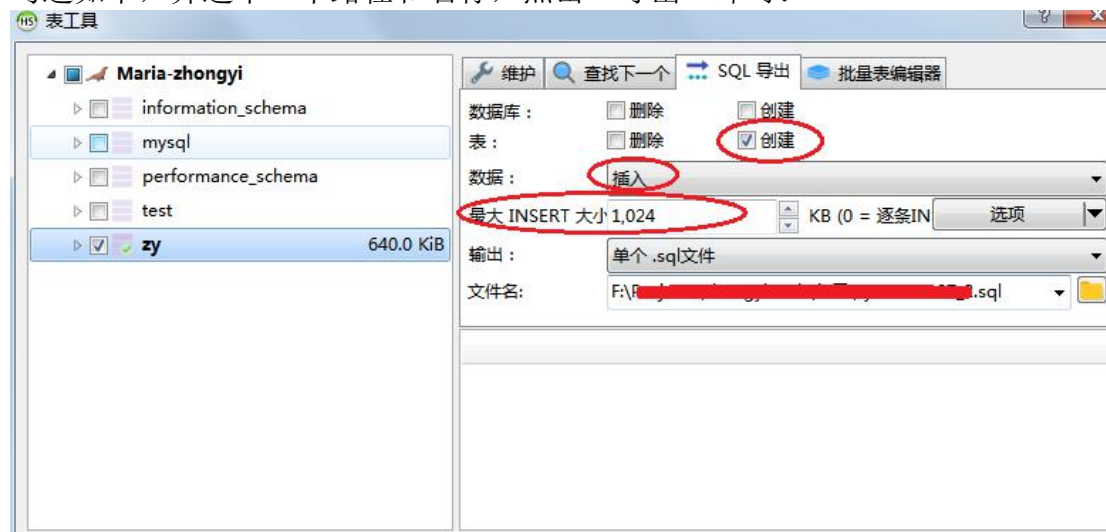 表工具
Maria-zhongyi
维护 查找下一个 SQL 导出 批量表编辑器
information_schema
数据库： 删除 创建
mysql
表： 删除 创建
performance_schema
数据： 插入
test
最大 INSERT 大小 1,024 KB (0 = 逐条IN 选项
zy 640.0 KiB
输出： 单个 .sql文件
文件名: F:\ .sql